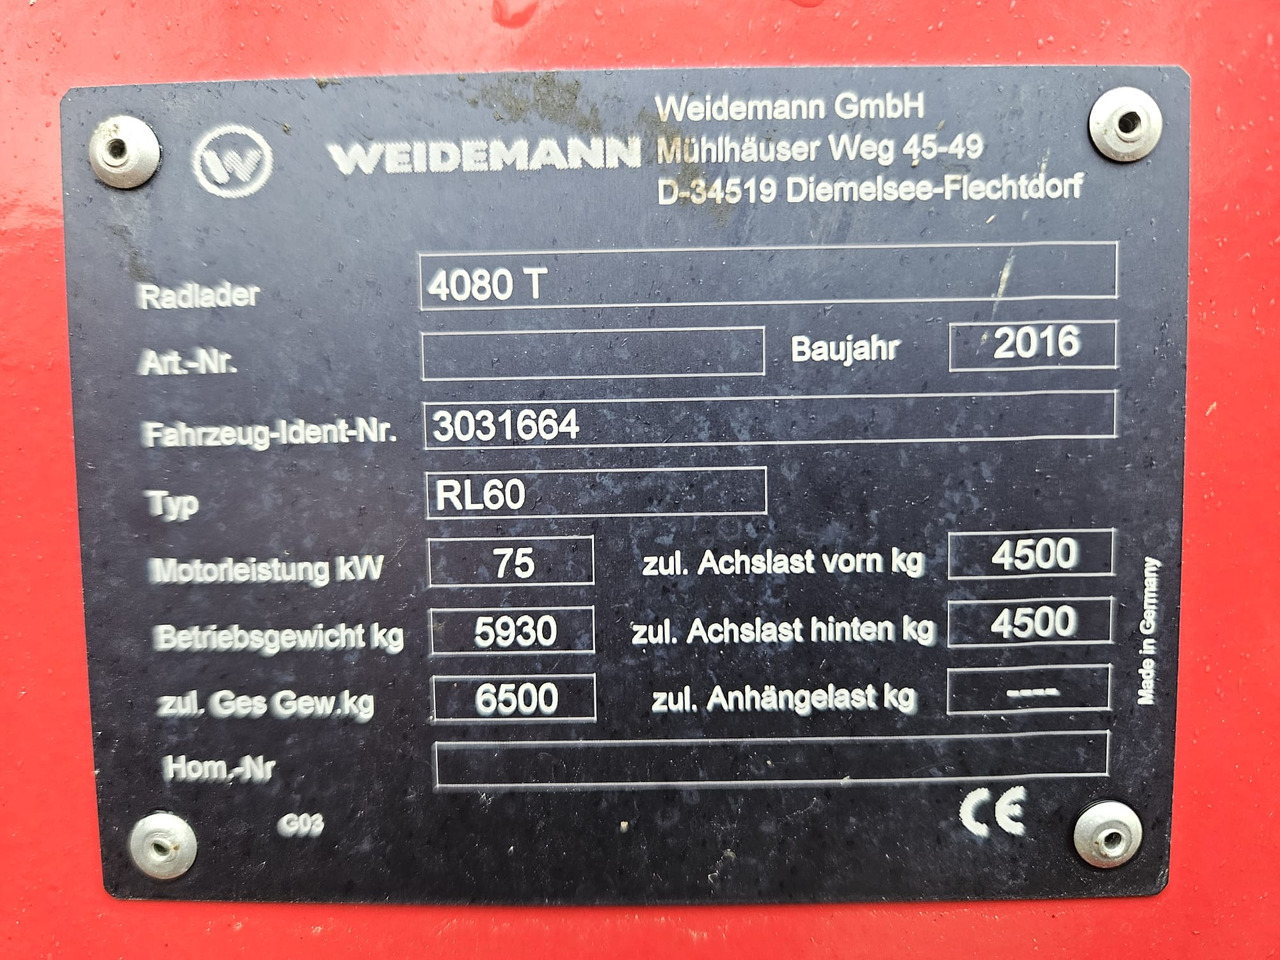 W WEIDEMANN
Weidemann GmbH
Mühlhäuser Weg 45-49
D-34519 Diemelsee-Flechtdorf
Radlader 4080 T
Art.-Nr. Baujahr 2016
Fahrzeug-Ident-Nr. 3031664
Typ RL60
Motorleistung kW 75 zul. Achslast vorn kg 4500
Betriebsgewicht kg 5930 zul. Achslast hinten kg 4500
zul. Ges Gew.kg 6500 zul. Anhängelast kg ----
Hom.-Nr
G03
CE
Made in Germany